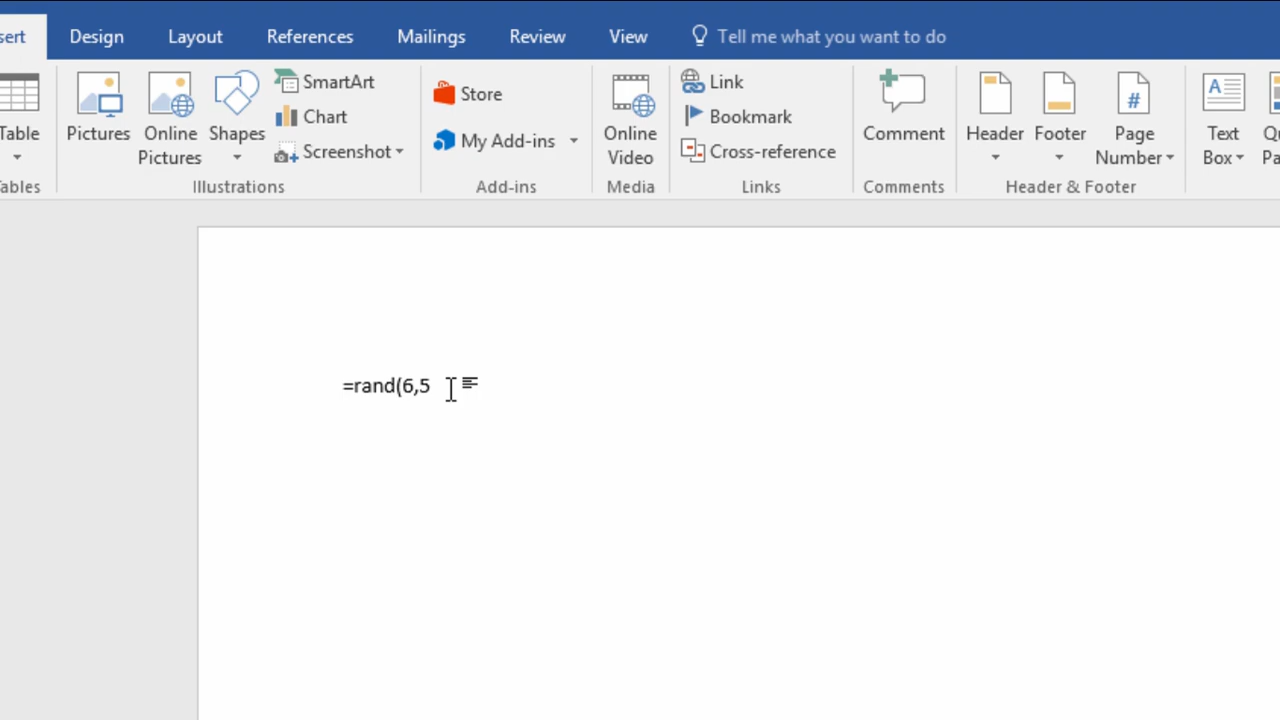 sert Design Layout References Mailings Review View Tell me what you want to do
Table
Pictures
Online
Pictures
Shapes
SmartArt
Chart
Screenshot
Store
My Add-ins
Online
Video
Link
Bookmark
Cross-reference
Comment
Header
Footer
Page
Number
#
A
Text
Box
Qu
Pa
ables Illustrations Add-ins Media Links Comments Header & Footer
=rand(6,5